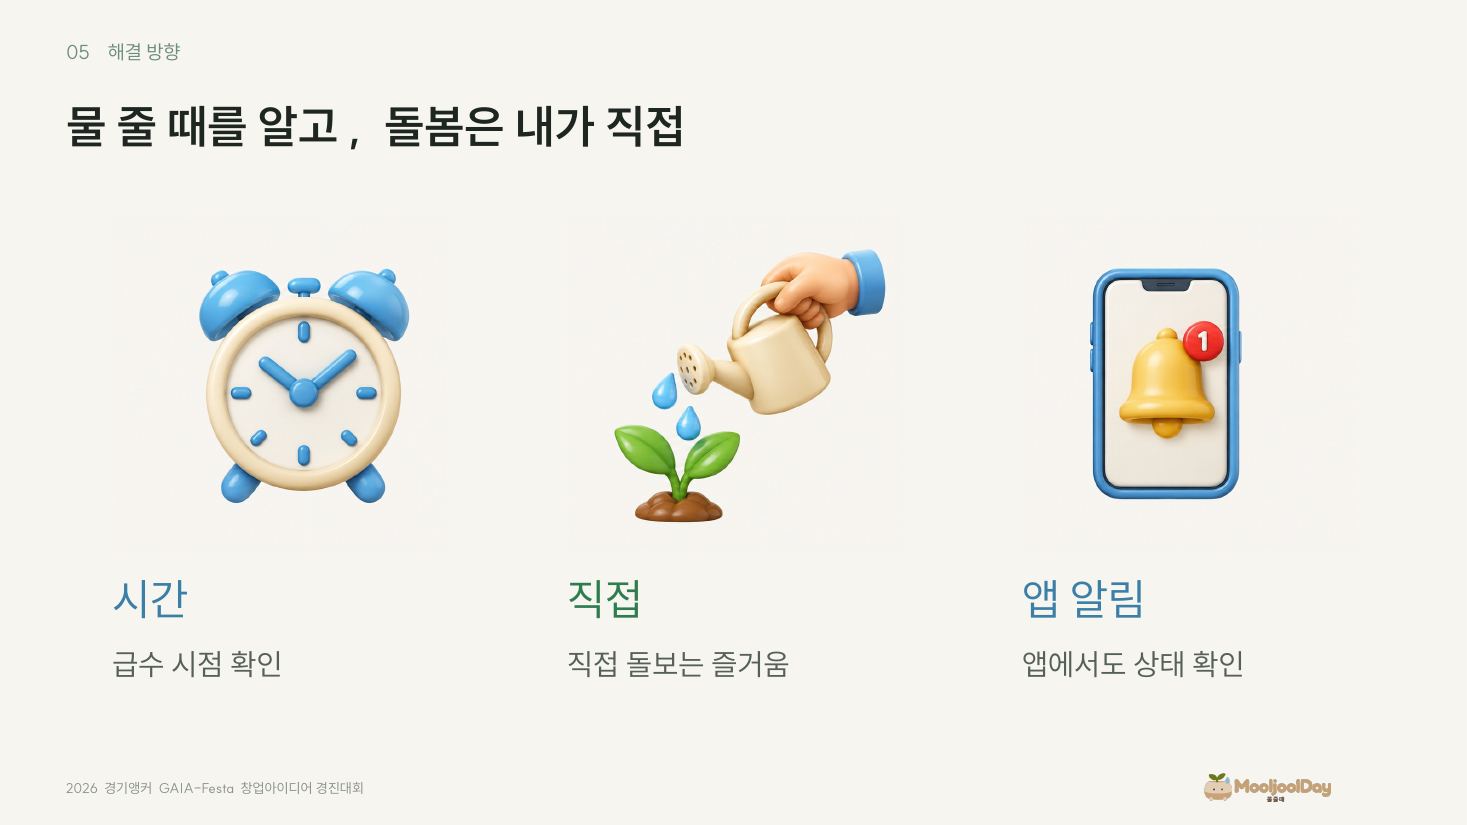 05 해결 방향
물 줄 때를 알고 , 돌봄은 내가 직접
1
시간
급수 시점 확인
직접
직접 돌보는 즐거움
앱 알림
앱에서도 상태 확인
2026 경기앵커 GAIA-Festa 창업아이디어 경진대회
MooljoolDay
물줄때